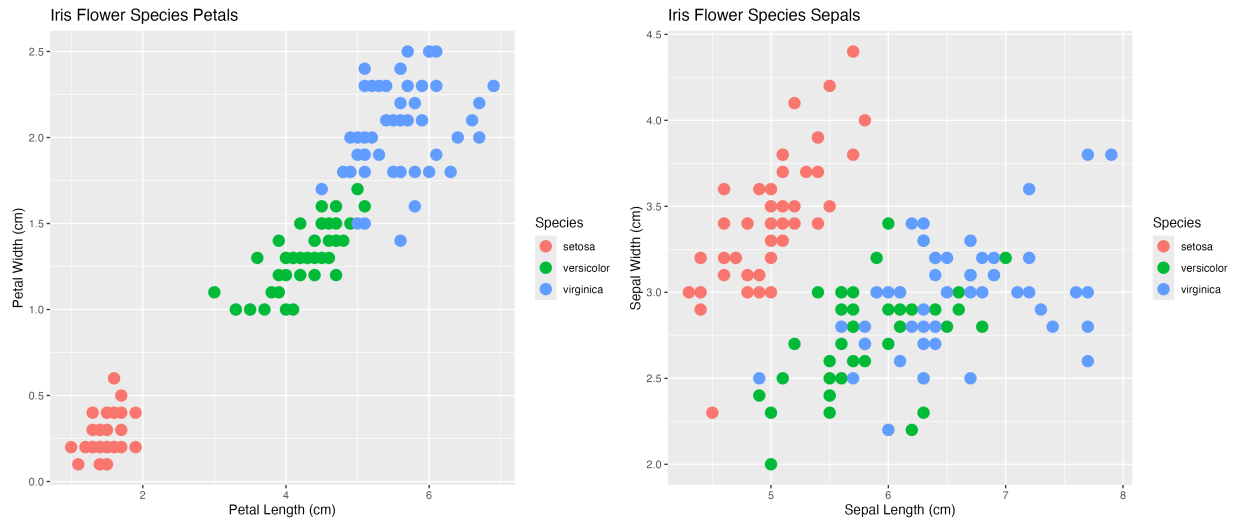 Iris Flower Species Petals
2.5
2.0
1.5
1.0
0.5
0.0
Petal Width (cm)
2
4
6
Petal Length (cm)
Species
setosa
versicolor
virginica
Iris Flower Species Sepals
4.5
4.0
3.5
3.0
2.5
2.0
Sepal Width (cm)
5
6
7
8
Sepal Length (cm)
Species
setosa
versicolor
virginica